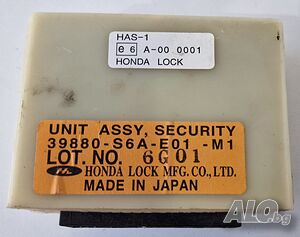 HAS-1
e6 A-00 0001
HONDA LOCK
UNIT ASSY, SECURITY
39880-S6A-E01 -M1
LOT. NO. 6G01
HONDA LOCK MFG.CO.,LTD.
MADE IN JAPAN
ALO.bg